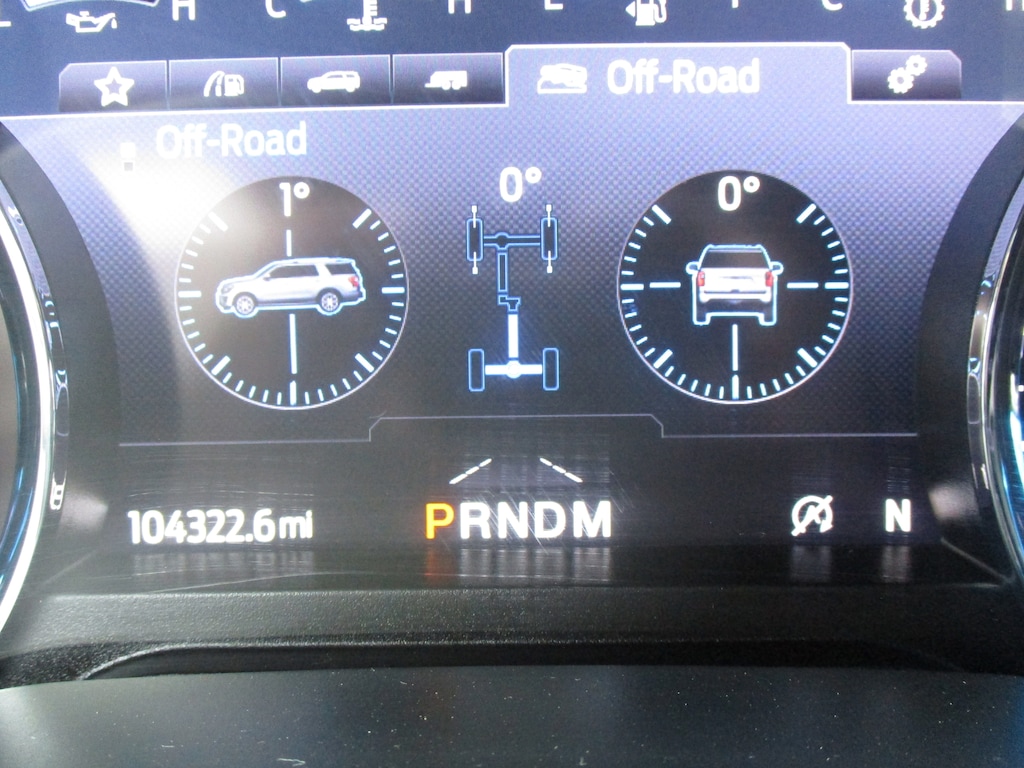 H C H E F C H
Off-Road
Off-Road
1° 0° 0°
104322.6mi PRNDM N